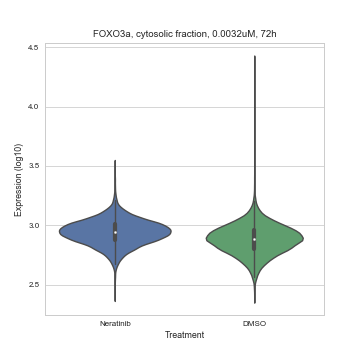 FOXO3a, cytosolic fraction, 0.0032uM, 72h
4.5
4.0
3.5
3.0
2.5
Expression (log10)
Neratinib
DMSO
Treatment